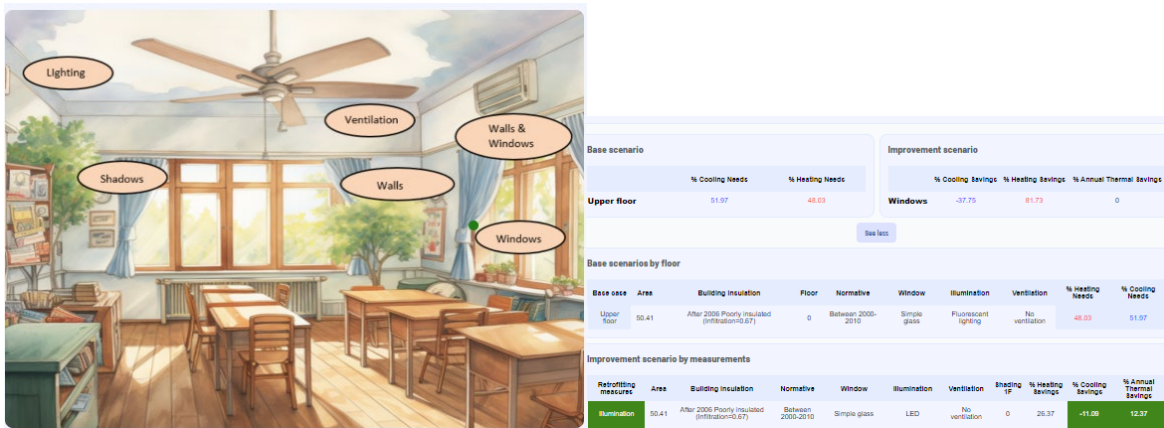 Lighting
Ventilation
Walls &
Windows
Shadows
Walls
Windows
Base scenario
% Cooling Needs % Heating Needs
Upper floor 51.97 48.03
Improvement scenario
% Cooling Savings % Heating Savings % Annual Thermal Savings
Windows -37.75 81.73 0
See less
Base scenarios by floor
Base case Area Building Insulation Floor Normative Window Illumination Ventilation % Heating Needs % Cooling Needs
Upper floor 50.41 After 2006 Poorly insulated (Infiltration=0.67) 0 Between 2000-2010 Simple glass Fluorescent lighting No ventilation 48.03 51.97
Improvement scenario by measurements
Retrofitting measures Area Building Insulation Normative Window Illumination Ventilation Shading 1F % Heating Savings % Cooling Savings % Annual Thermal Savings
Illumination 50.41 After 2006 Poorly insulated (Infiltration=0.67) Between 2000-2010 Simple glass LED No ventilation 0 26.37 -11.09 12.37